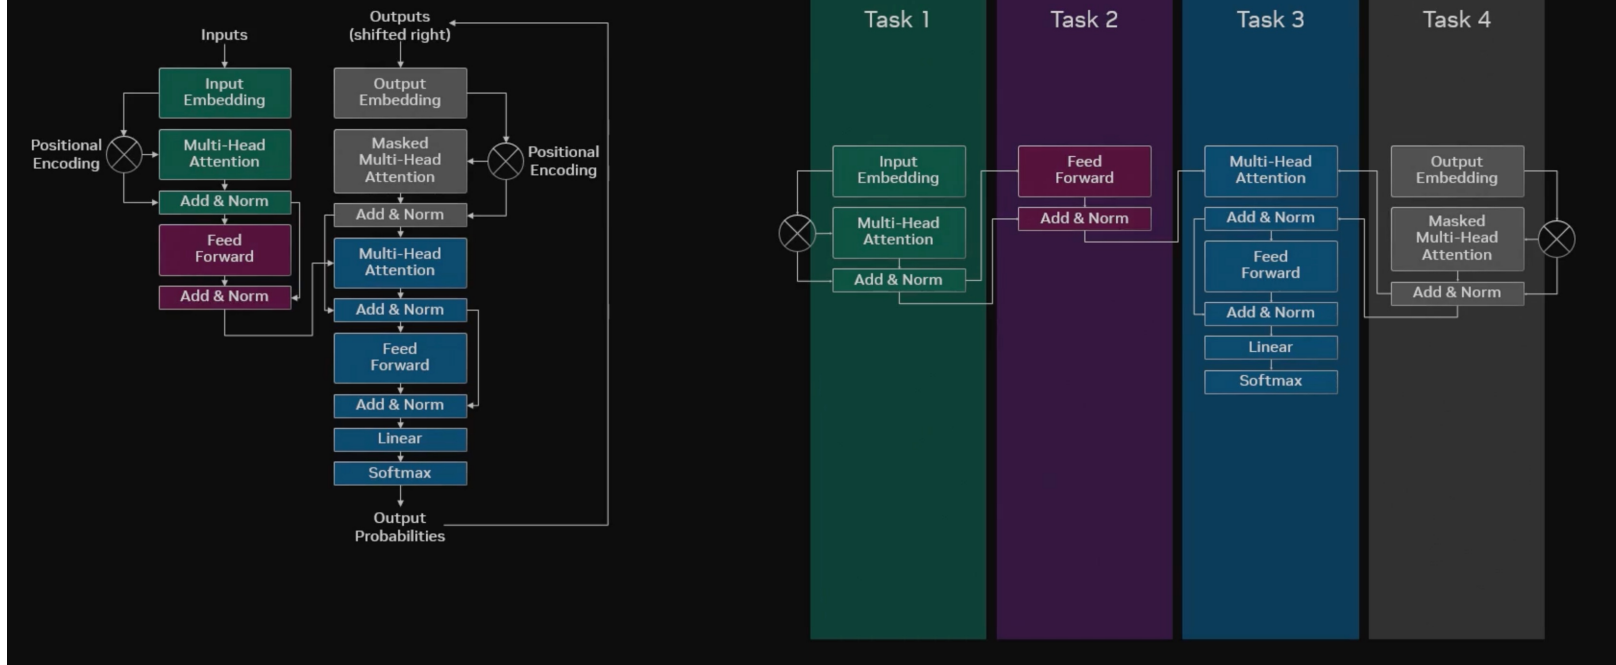 Inputs
Input
Embedding
Positional
Encoding
Multi-Head
Attention
Add & Norm
Feed
Forward
Add & Norm
Outputs
(shifted right)
Output
Embedding
Masked
Multi-Head
Attention
Positional
Encoding
Add & Norm
Multi-Head
Attention
Add & Norm
Feed
Forward
Add & Norm
Linear
Softmax
Output
Probabilities
Task 1
Input
Embedding
Multi-Head
Attention
Add & Norm
Task 2
Feed
Forward
Add & Norm
Task 3
Multi-Head
Attention
Add & Norm
Feed
Forward
Add & Norm
Linear
Softmax
Task 4
Output
Embedding
Masked
Multi-Head
Attention
Add & Norm